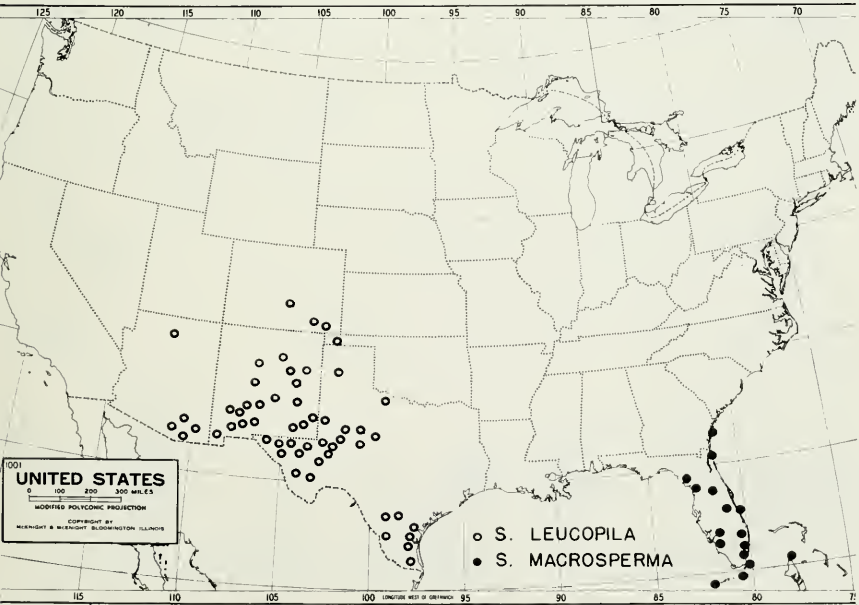 125 120 115 110 105 100 95 90 85 80 75 70
1001
UNITED STATES
0 100 200 300 MILES
MODIFIED POLYCONIC PROJECTION
COPYRIGHT BY
McKNIGHT & McKNIGHT BLOOMINGTON ILLINOIS
S. LEUCOPILA
S. MACROSPERMA
115 110 105 100 LONGITUDE WEST OF GREENWICH 95 90 85 80 75